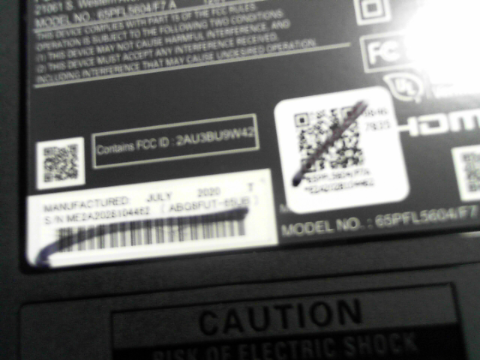 MODEL NO. : 65PFL5604/F7 A
THIS DEVICE COMPLIES WITH PART 15 OF THE FCC RULES.
OPERATION IS SUBJECT TO THE FOLLOWING TWO CONDITIONS:
(1) THIS DEVICE MAY NOT CAUSE HARMFUL INTERFERENCE, AND
(2) THIS DEVICE MUST ACCEPT ANY INTERFERENCE RECEIVED,
INCLUDING INTERFERENCE THAT MAY CAUSE UNDESIRED OPERATION.
FC
Contains FCC ID : 2AU3BU9W42
HDMI
MANUFACTURED: JULY 2020 T
S/N:ME2A2026104462
MODEL NO. : 65PFL5604/F7
CAUTION
RISK OF ELECTRIC SHOCK